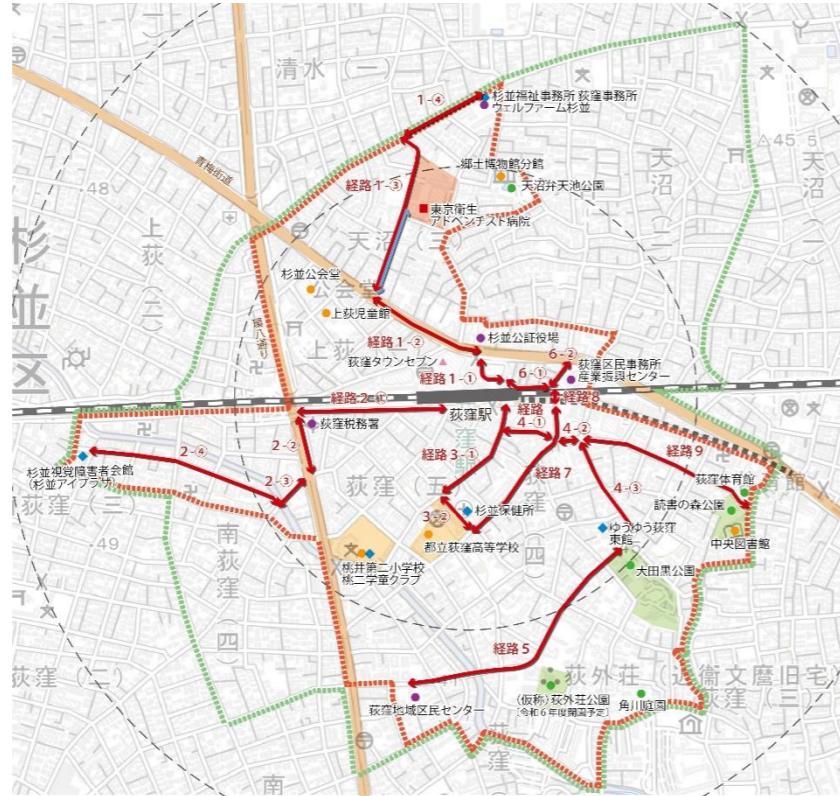 清水（一）
1-④
杉並福祉事務所 荻窪事務所
ウェルファーム杉並
青梅街道
郷土博物館分館
天沼弁天池公園
45 5
48
経路1-③
東京衛生
アドベンチスト病院
天沼（三）
天沼（二）
天沼（一）
上荻（二）
杉並区
杉並公会堂
公会堂
上荻児童館
環八通り
上荻（
経路1-②
杉並公証役場
荻窪タウンセブン
経路1-①
6-①
6-②
荻窪区民事務所
産業振興センター
経路2-①
荻窪駅
経路
経路8
荻窪税務署
4-①
4-②
2-②
経路3-①
経路7
経路9
2-④
杉並視覚障害者会館
（杉並アイプラザ）
2-③
荻窪（五）
4-③
荻窪体育館
読書の森公園
中央図書館
3-②
杉並保健所
都立荻窪高等学校
（四）
ゆうゆう荻窪
東館
49
南荻窪（四）
桃井第二小学校
桃二学童クラブ
大田黒公園
経路5
荻窪（二）
荻窪地域区民センター
荻外荘（近衞文麿旧宅）
（仮称）荻外荘公園
［令和6年度開園予定］
角川庭園
荻窪（三）
荻窪
南